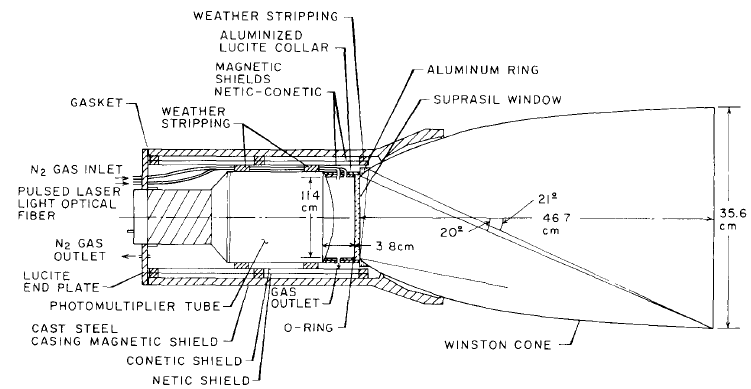 WEATHER STRIPPING
ALUMINIZED
LUCITE COLLAR
MAGNETIC
SHIELDS
NETIC-CONETIC
ALUMINUM RING
SUPRASIL WINDOW
GASKET
WEATHER
STRIPPING
N2 GAS INLET
PULSED LASER
LIGHT OPTICAL
FIBER
N2 GAS
OUTLET
LUCITE
END PLATE
PHOTOMULTIPLIER TUBE
CAST STEEL
CASING MAGNETIC SHIELD
CONETIC SHIELD
NETIC SHIELD
11.4
cm
3.8cm
GAS
OUTLET
O-RING
20º
21º
46.7
cm
35.6
cm
WINSTON CONE